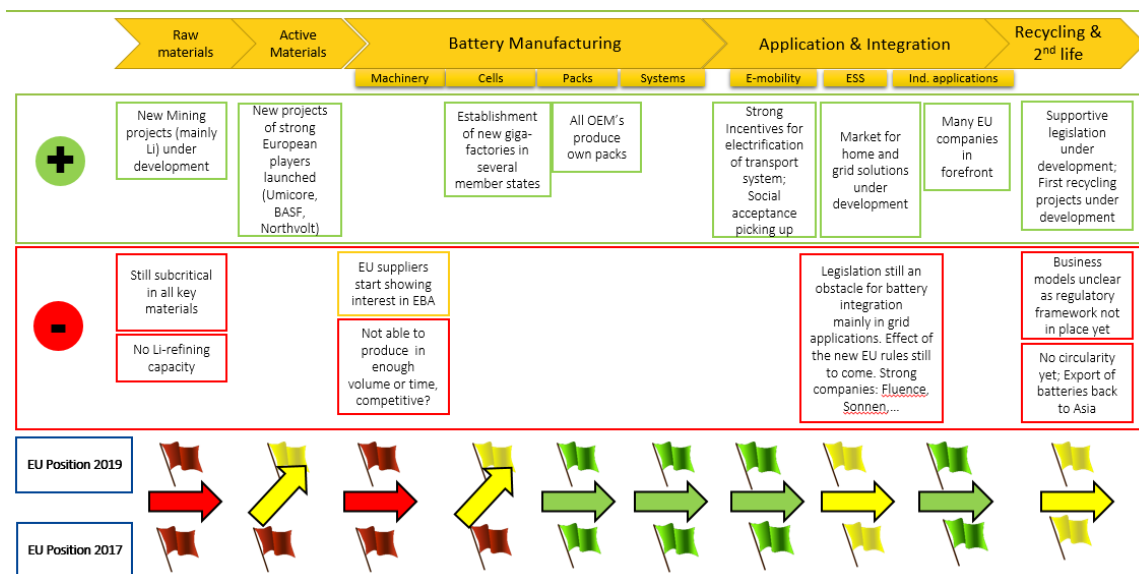 Raw
materials
Active
Materials
Battery Manufacturing
Application & Integration
Recycling &
2nd life
Machinery
Cells
Packs
Systems
E-mobility
ESS
Ind. applications
+
New Mining
projects (mainly
Li) under
development
New projects
of strong
European
players
launched
(Umicore,
BASF,
Northvolt)
Establishment
of new giga-
factories in
several
member states
All OEM´s
produce
own packs
Strong
Incentives for
electrification
of transport
system;
Social
acceptance
picking up
Market for
home and
grid solutions
under
development
Many EU
companies
in
forefront
Supportive
legislation
under
development;
First recycling
projects under
development
-
Still subcritical
in all key
materials
No Li-refining
capacity
EU suppliers
start showing
interest in EBA
Not able to
produce in
enough
volume or time,
competitive?
Legislation still an
obstacle for battery
integration
mainly in grid
applications. Effect of
the new EU rules still
to come. Strong
companies: Fluence,
Sonnen,...
Business
models unclear
as regulatory
framework not
in place yet
No circularity
yet; Export of
batteries back
to Asia
EU Position 2019
EU Position 2017